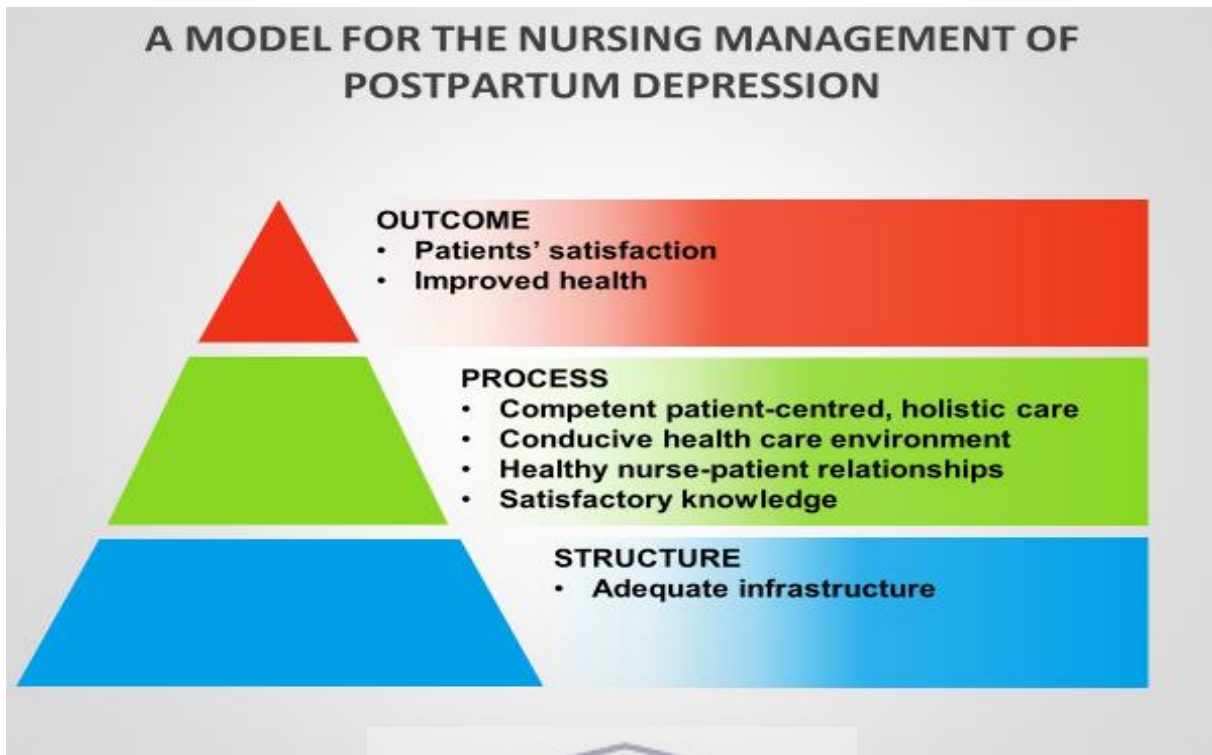 A MODEL FOR THE NURSING MANAGEMENT OF
POSTPARTUM DEPRESSION
OUTCOME
• Patients’ satisfaction
• Improved health
PROCESS
• Competent patient-centred, holistic care
• Conducive health care environment
• Healthy nurse-patient relationships
• Satisfactory knowledge
STRUCTURE
• Adequate infrastructure